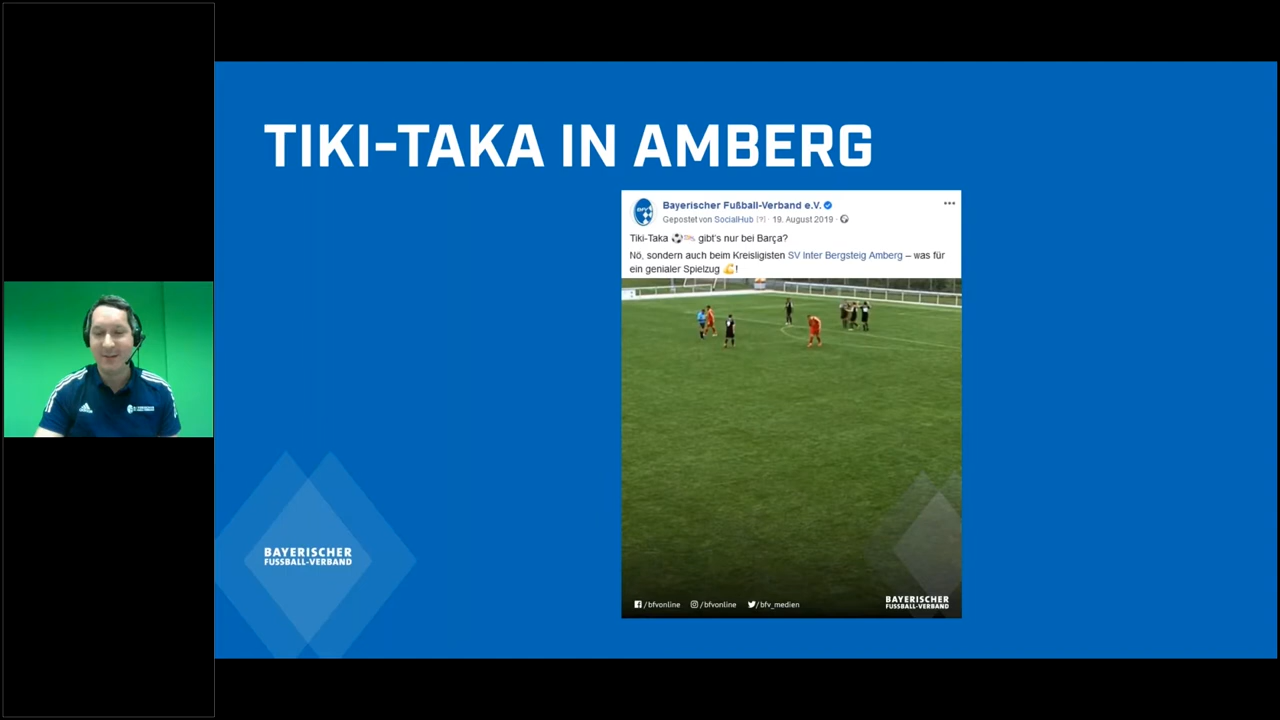 TIKI-TAKA IN AMBERG
Bayerischer Fußball-Verband e.V.
Gepostet von SocialHub [?] · 19. August 2019 ·
Tiki-Taka ⚽ gibt's nur bei Barça?
Nö, sondern auch beim Kreisligisten SV Inter Bergsteig Amberg – was für
ein genialer Spielzug 💪!
/bfvonline /bfvonline /bfv_medien
BAYERISCHER
FUSSBALL-VERBAND
BAYERISCHER
FUSSBALL-VERBAND
adidas